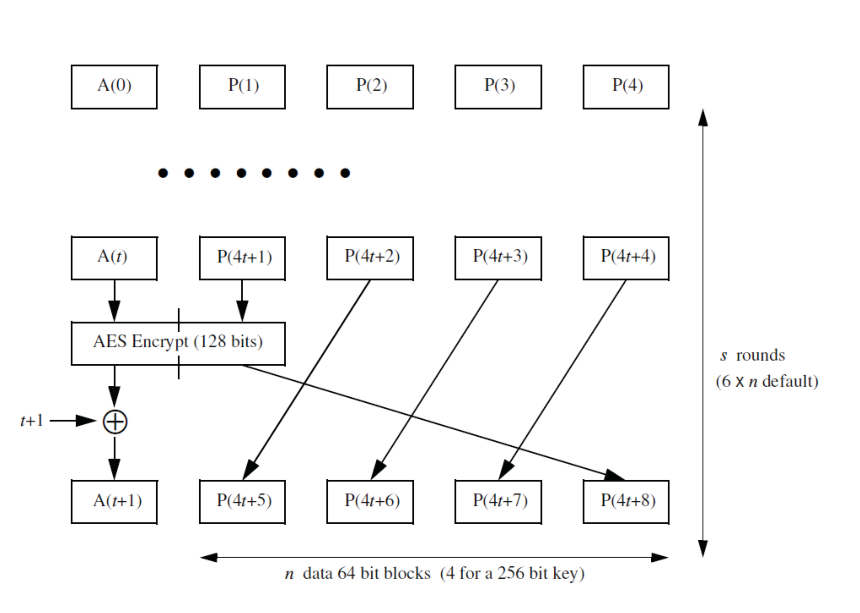 A(0) P(1) P(2) P(3) P(4)
A(t) P(4t+1) P(4t+2) P(4t+3) P(4t+4)
AES Encrypt (128 bits)
s rounds
(6 x n default)
t+1
A(t+1) P(4t+5) P(4t+6) P(4t+7) P(4t+8)
n data 64 bit blocks (4 for a 256 bit key)